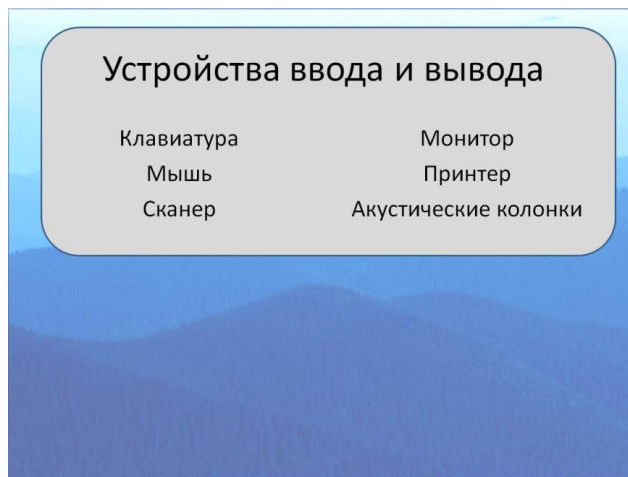 Устройства ввода и вывода
Клавиатура
Мышь
Сканер
Монитор
Принтер
Акустические колонки